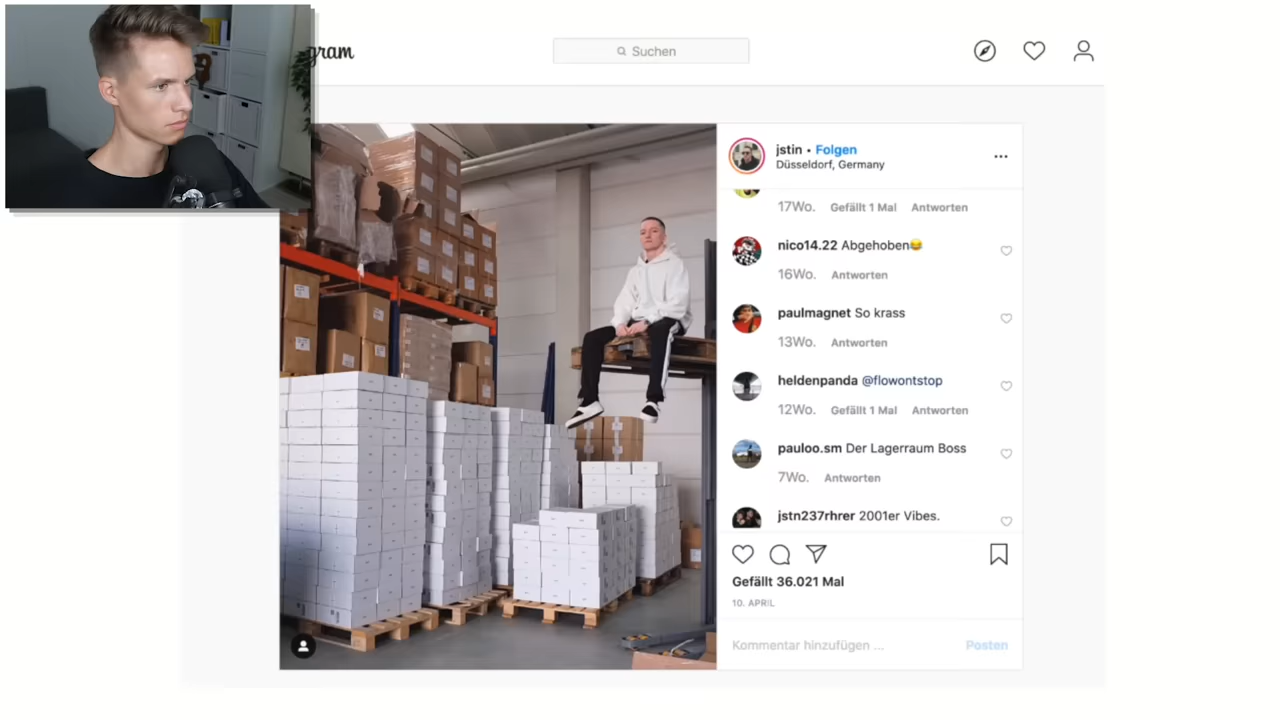 gram
Suchen
jstin • Folgen
Düsseldorf, Germany
17Wo. Gefällt 1 Mal Antworten
nico14.22 Abgehoben😂
16Wo. Antworten
paulmagnet So krass
13Wo. Antworten
heldenpanda @flowontstop
12Wo. Gefällt 1 Mal Antworten
pauloo.sm Der Lagerraum Boss
7Wo. Antworten
jstn237rhrer 2001er Vibes.
Gefällt 36.021 Mal
10. APRIL
Kommentar hinzufügen ... Posten